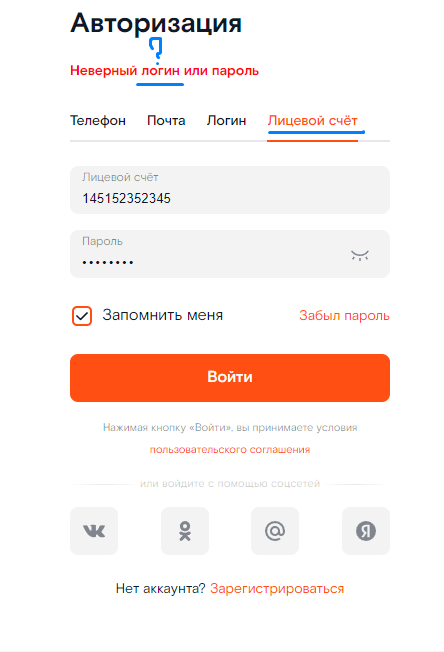 Авторизация
?
Неверный логин или пароль
Телефон Почта Логин Лицевой счёт
Лицевой счёт
145152352345
Пароль
••••••••
Запомнить меня Забыл пароль
Войти
Нажимая кнопку «Войти», вы принимаете условия
пользовательского соглашения
или войдите с помощью соцсетей
Нет аккаунта? Зарегистрироваться